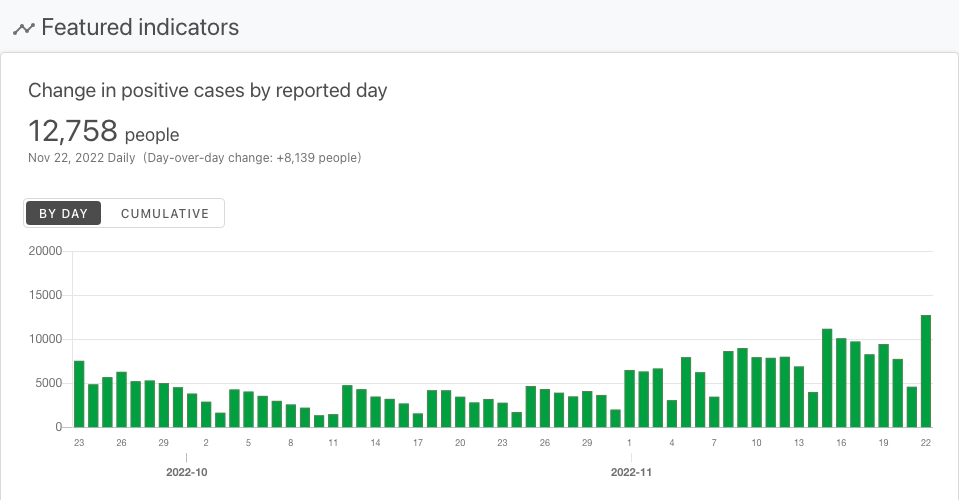 Featured indicators
Change in positive cases by reported day
12,758 people
Nov 22, 2022 Daily (Day-over-day change: +8,139 people)
BY DAY CUMULATIVE
20000
15000
10000
5000
0
23 26 29 2 5 8 11 14 17 20 23 26 29 1 4 7 10 13 16 19 22
2022-10 2022-11